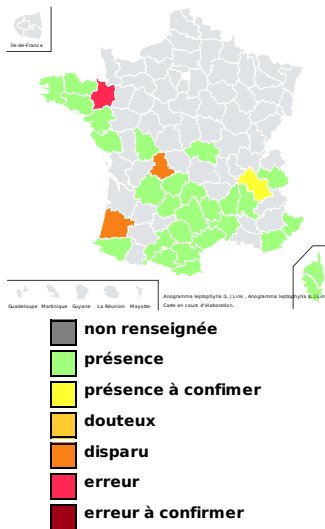 Île-de-France
Guadeloupe Martinique Guyane La Réunion Mayotte
Anogramma leptophylla (L.) Link , Anogramma leptophylla (L.) Lin
Carte en cours d'élaboration.
non renseignée
présence
présence à confimer
douteux
disparu
erreur
erreur à confirmer